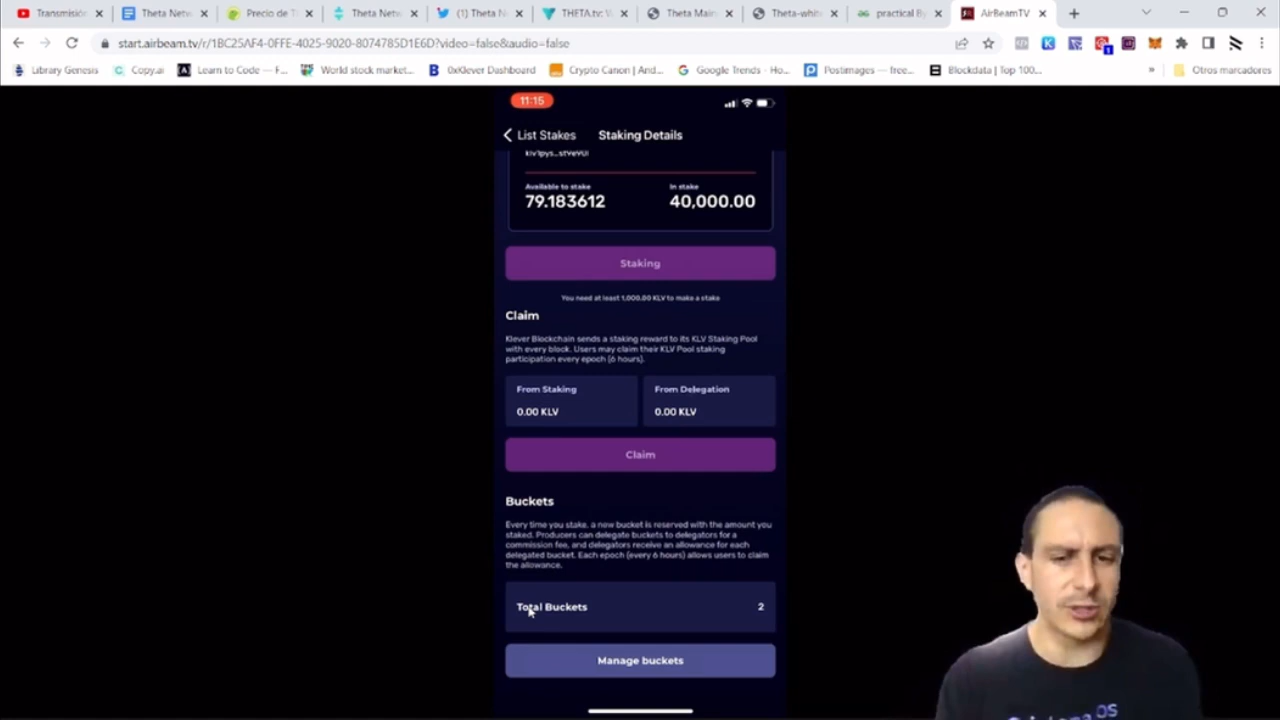 Transmisión
Theta Netw
Precio de T
Theta Netw
(1) Theta N
THETA.tv: V
Theta Main
Theta-whit
practical By
AirBeamTV
start.airbeam.tv/r/1BC25AF4-0FFE-4025-9020-8074785D1E6D?video=false&audio=false
Library Genesis
Copy.ai
Learn to Code — F...
World stock market...
0xKlever Dashboard
Crypto Canon | And...
Google Trends - Ho...
Postimages — free...
Blockdata | Top 100...
»
Otros marcadores
11:15
List Stakes
Staking Details
Available to stake
In stake
79.183612
40,000.00
Staking
You need at least 1,000.00 KLV to make a stake
Claim
Klever Blockchain sends a staking reward to its KLV Staking Pool
with every block. Users may claim their KLV Pool staking
participation every epoch (6 hours).
From Staking
From Delegation
0.00 KLV
0.00 KLV
Claim
Buckets
Every time you stake, a new bucket is reserved with the amount you
staked. Producers can delegate buckets to delegators for a
commission fee, and delegators receive an allowance for each
delegated bucket. Each epoch (every 6 hours) allows users to claim
the allowance.
Total Buckets
2
Manage buckets
OS